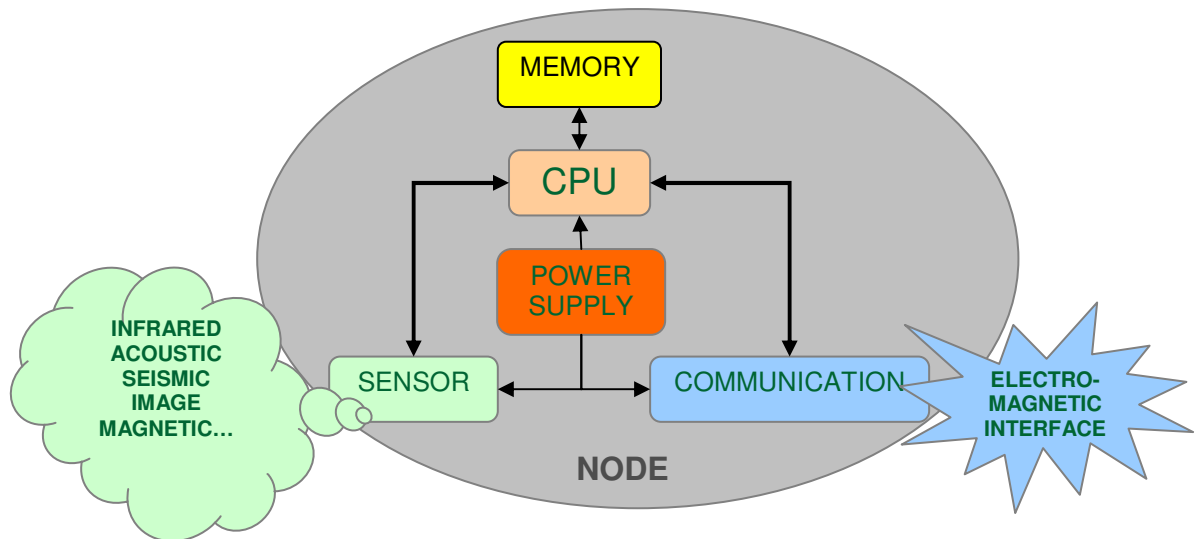 MEMORY
CPU
POWER
SUPPLY
INFRARED
ACOUSTIC
SEISMIC
IMAGE
MAGNETIC…
SENSOR
COMMUNICATION
ELECTRO-
MAGNETIC
INTERFACE
NODE